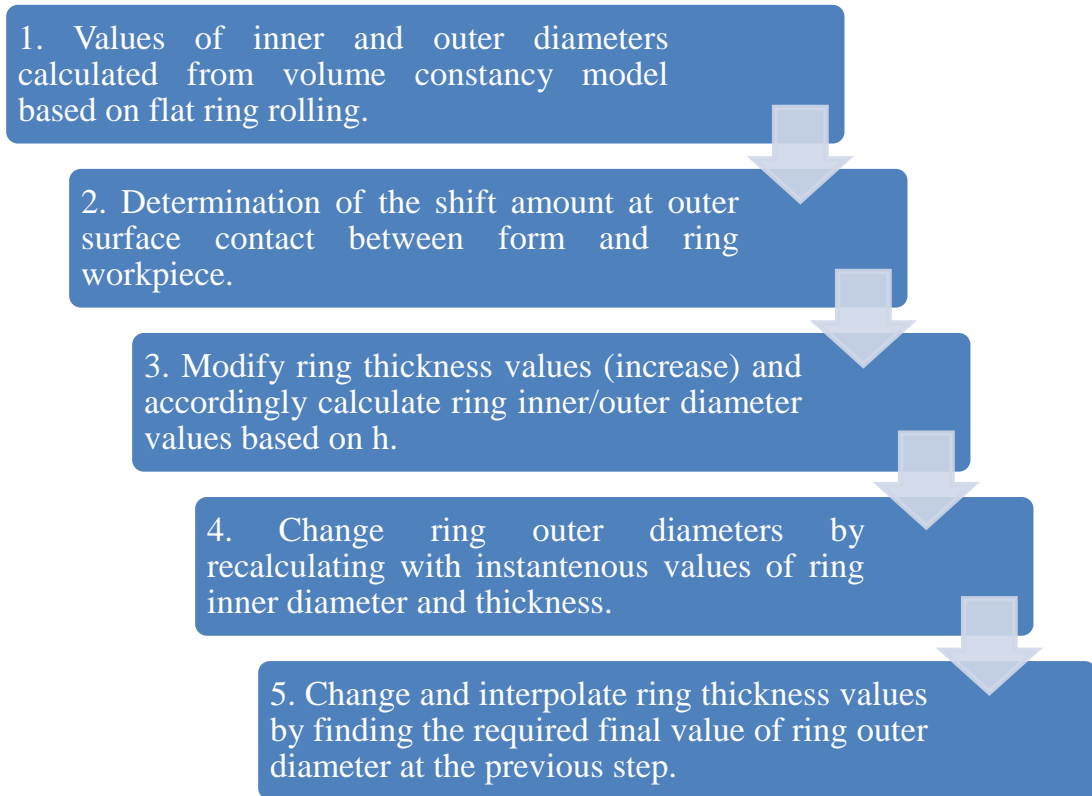 1. Values of inner and outer diameters
calculated from volume constancy model
based on flat ring rolling.
2. Determination of the shift amount at outer
surface contact between form and ring
workpiece.
3. Modify ring thickness values (increase) and
accordingly calculate ring inner/outer diameter
values based on h.
4. Change ring outer diameters by
recalculating with instantenous values of ring
inner diameter and thickness.
5. Change and interpolate ring thickness values
by finding the required final value of ring outer
diameter at the previous step.